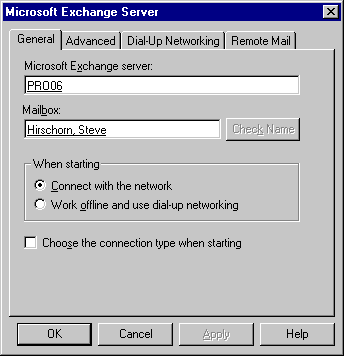 Microsoft Exchange Server
General Advanced Dial-Up Networking Remote Mail
Microsoft Exchange server:
PRO06
Mailbox:
Hirschorn, Steve Check Name
When starting
Connect with the network
Work offline and use dial-up networking
Choose the connection type when starting
OK Cancel Apply Help